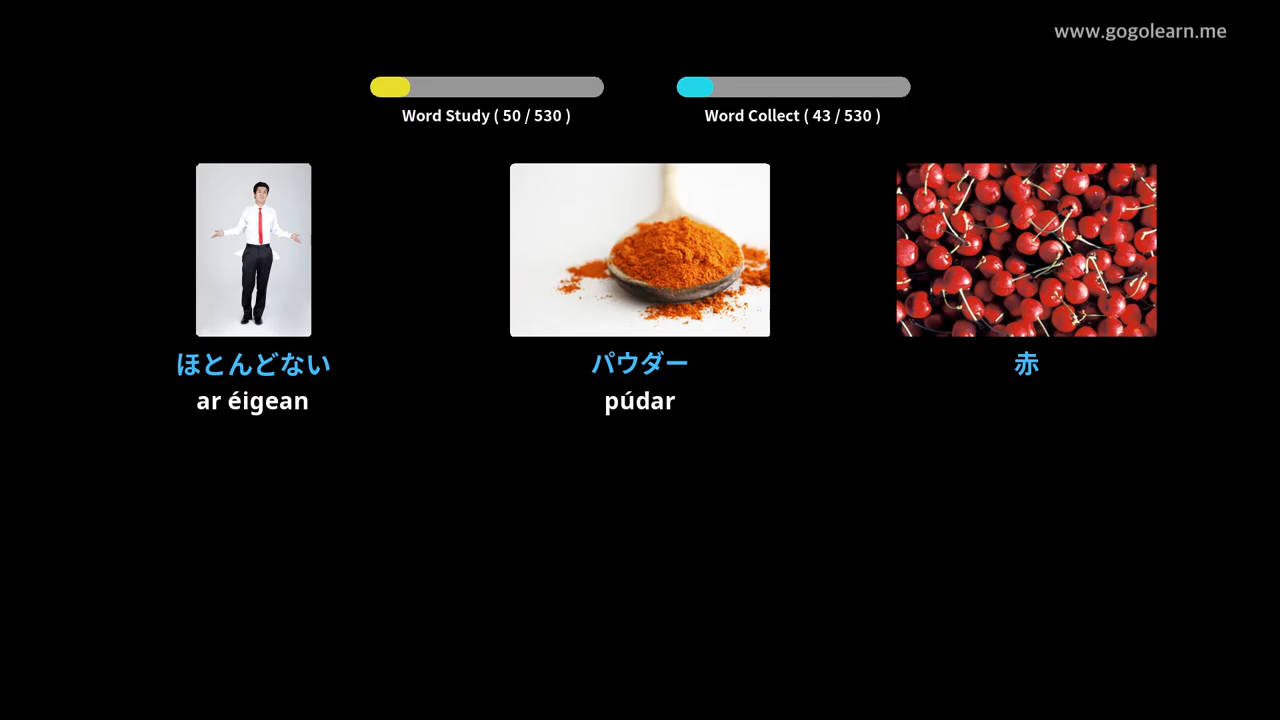 www.gogolearn.me
Word Study ( 50 / 530 )
Word Collect ( 43 / 530 )
ほとんどない
ar éigean
パウダー
púdar
赤